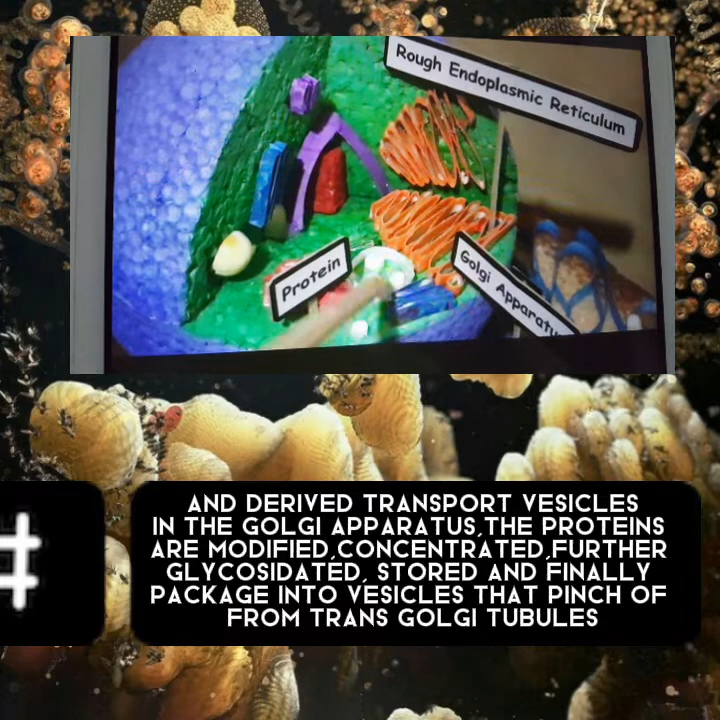 Rough Endoplasmic Reticulum
Protein
Golgi Apparatu
#
AND DERIVED TRANSPORT VESICLES
IN THE GOLGI APPARATUS,THE PROTEINS
ARE MODIFIED,CONCENTRATED,FURTHER
GLYCOSIDATED, STORED AND FINALLY
PACKAGE INTO VESICLES THAT PINCH OF
FROM TRANS GOLGI TUBULES